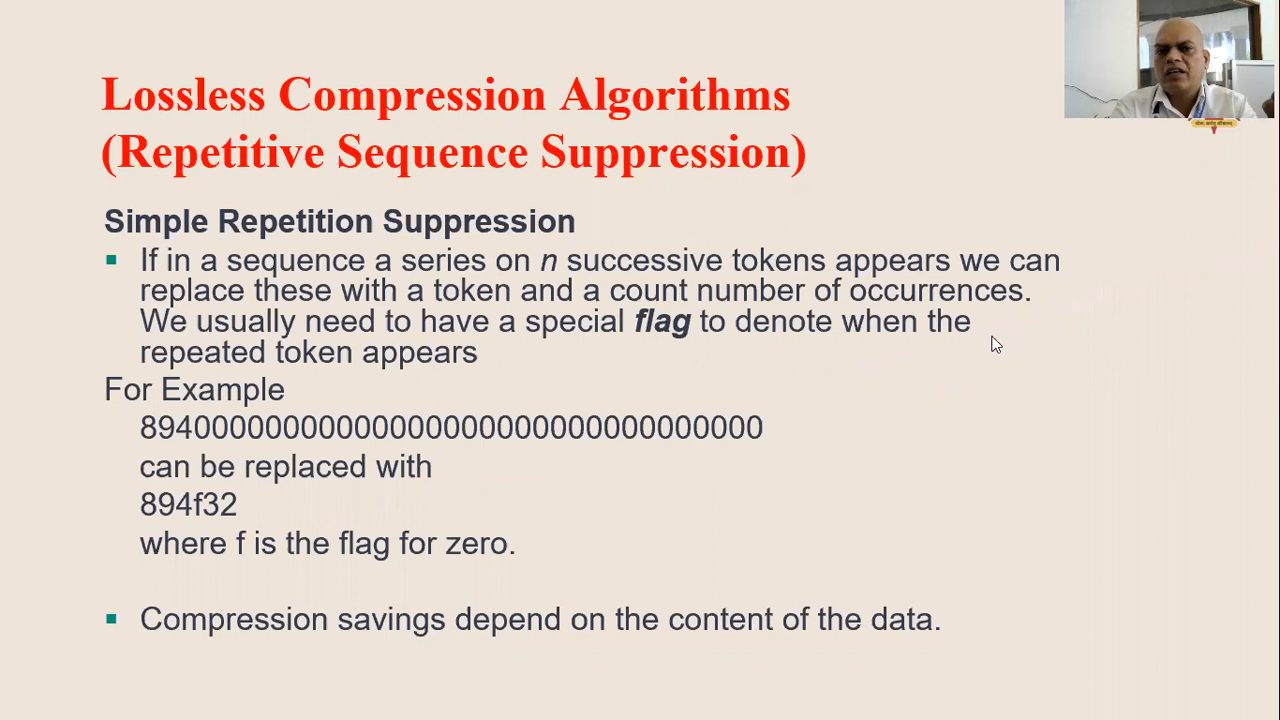 Lossless Compression Algorithms
(Repetitive Sequence Suppression)
Simple Repetition Suppression
▪ If in a sequence a series on n successive tokens appears we can
replace these with a token and a count number of occurrences.
We usually need to have a special flag to denote when the
repeated token appears
For Example
89400000000000000000000000000000000
can be replaced with
894f32
where f is the flag for zero.
▪ Compression savings depend on the content of the data.